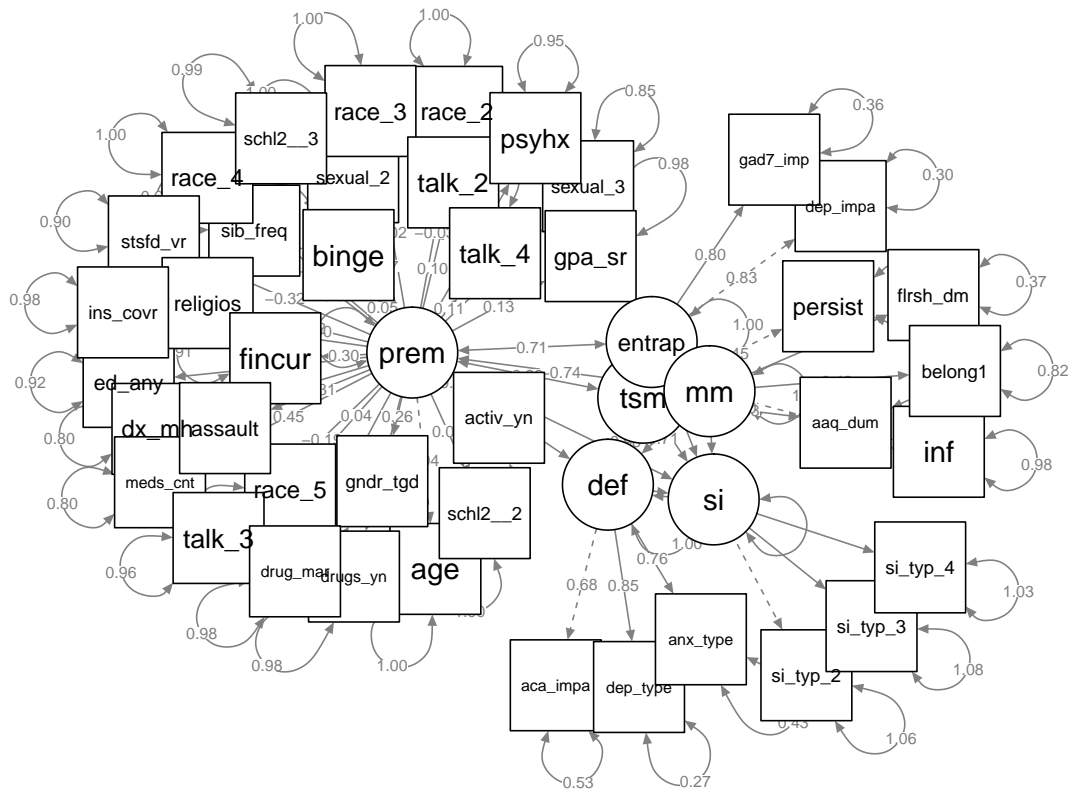 1.00
1.00
0.95
0.99
1.00
race_3
race_2
0.85
0.36
schl2__3
psyhx
1.00
0.98
gad7_imp
race_4
sexual_2
talk_2
sexual_3
0.30
dep_impa
0.90
stsfd_vr
sib_freq
binge
talk_4
gpa_sr
0.80
0.10
0.83
−0.32
0.98
ins_covr
religios
0.05
0.11
0.13
persist
flrsh_dm
0.37
1.00
fincur
0.30
prem
0.71
entrap
0.74
belong1
0.82
0.92
ed_any
tsm
mm
0.45
0.04
0.26
activ_yn
aaq_dum
0.80
dx_mh
assault
inf
0.98
meds_cnt
race_5
gndr_tgd
def
si
0.80
schl2__2
talk_3
1.00
0.76
0.96
drug_mar
drugs_yn
age
0.68
0.85
si_typ_4
1.03
0.98
anx_type
si_typ_3
0.98
1.00
aca_impa
dep_type
si_typ_2
1.08
0.43
1.06
0.53
0.27